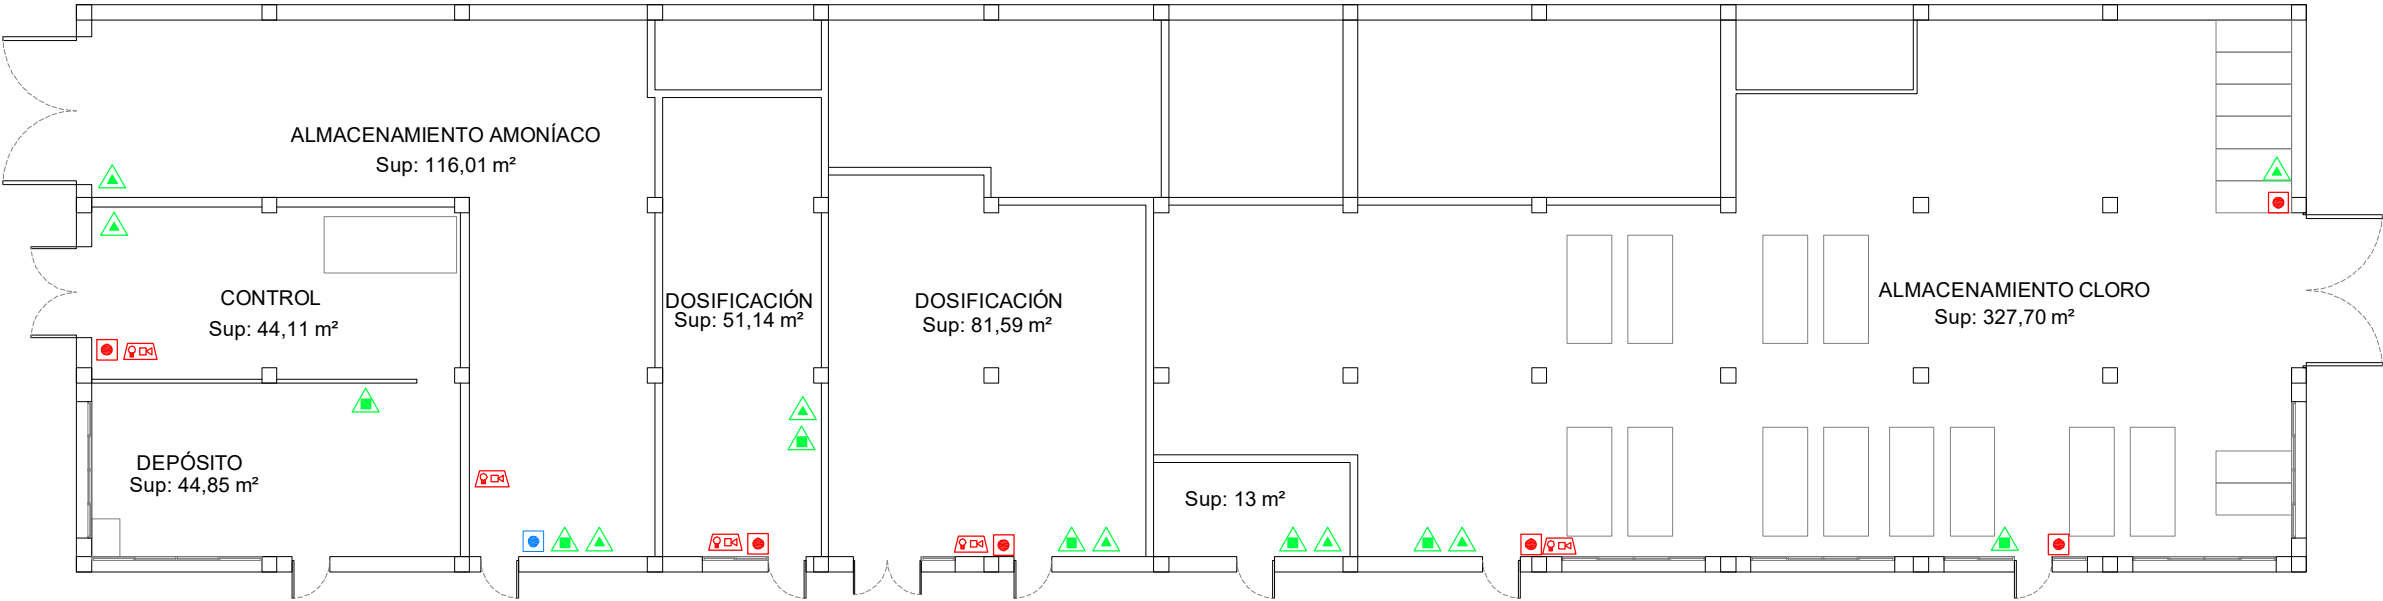 ALMACENAMIENTO AMONÍACO
Sup: 116,01 m²
CONTROL
Sup: 44,11 m²
DEPÓSITO
Sup: 44,85 m²
DOSIFICACIÓN
Sup: 51,14 m²
DOSIFICACIÓN
Sup: 81,59 m²
Sup: 13 m²
ALMACENAMIENTO CLORO
Sup: 327,70 m²